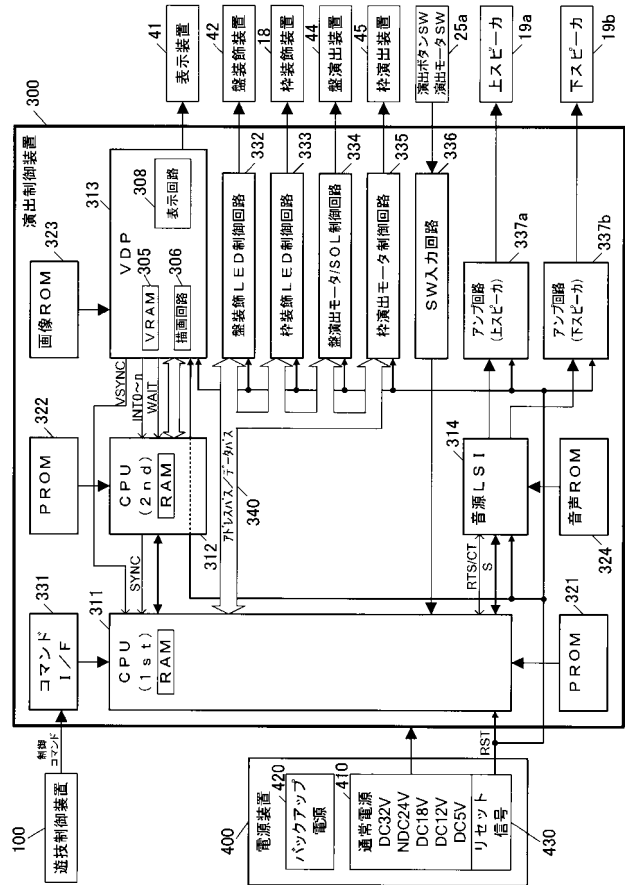 300
演出制御装置
41
表示装置
42
盤装飾装置
18
枠装飾装置
44
盤演出装置
45
枠演出装置
25a
演出ボタンSW
演出モータSW
19a
上スピーカ
19b
下スピーカ
323
画像ROM
313
VDP
308
表示回路
305
VRAM
306
描画回路
332
盤装飾LED制御回路
333
枠装飾LED制御回路
334
盤演出モータ/SOL制御回路
335
枠演出モータ制御回路
336
SW入力回路
337a
アンプ回路
(上スピーカ)
337b
アンプ回路
(下スピーカ)
VSYNC
INT0~n
WAIT
322
PROM
CPU
(2nd)
RAM
312
SYNC
アドレスバス/データバス
340
314
音源LSI
RTS/CT
S
音声ROM
324
331
コマンド
I/F
311
CPU
(1st)
RAM
321
PROM
制御
コマンド
100
遊技制御装置
RST
400
電源装置
420
バックアップ
電源
410
通常電源
DC32V
NDC24V
DC18V
DC12V
DC5V
リセット
信号
430